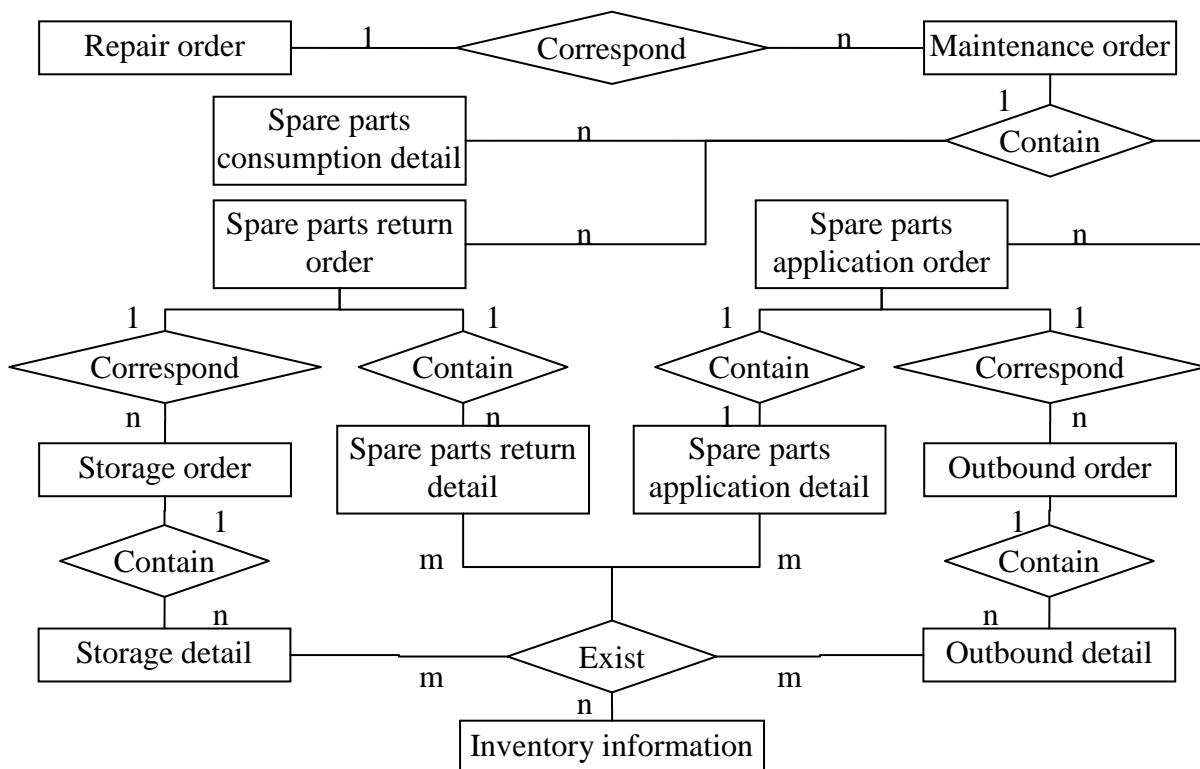 Repair order
1
Correspond
n
Maintenance order
1
Spare parts
consumption detail
n
Contain
Spare parts return
order
n
Spare parts
application order
n
1
1
1
1
Correspond
Contain
Contain
Correspond
n
n
1
n
Storage order
Spare parts return
detail
Spare parts
application detail
Outbound order
1
1
Contain
m
m
Contain
n
n
Storage detail
Exist
Outbound detail
m
m
n
Inventory information